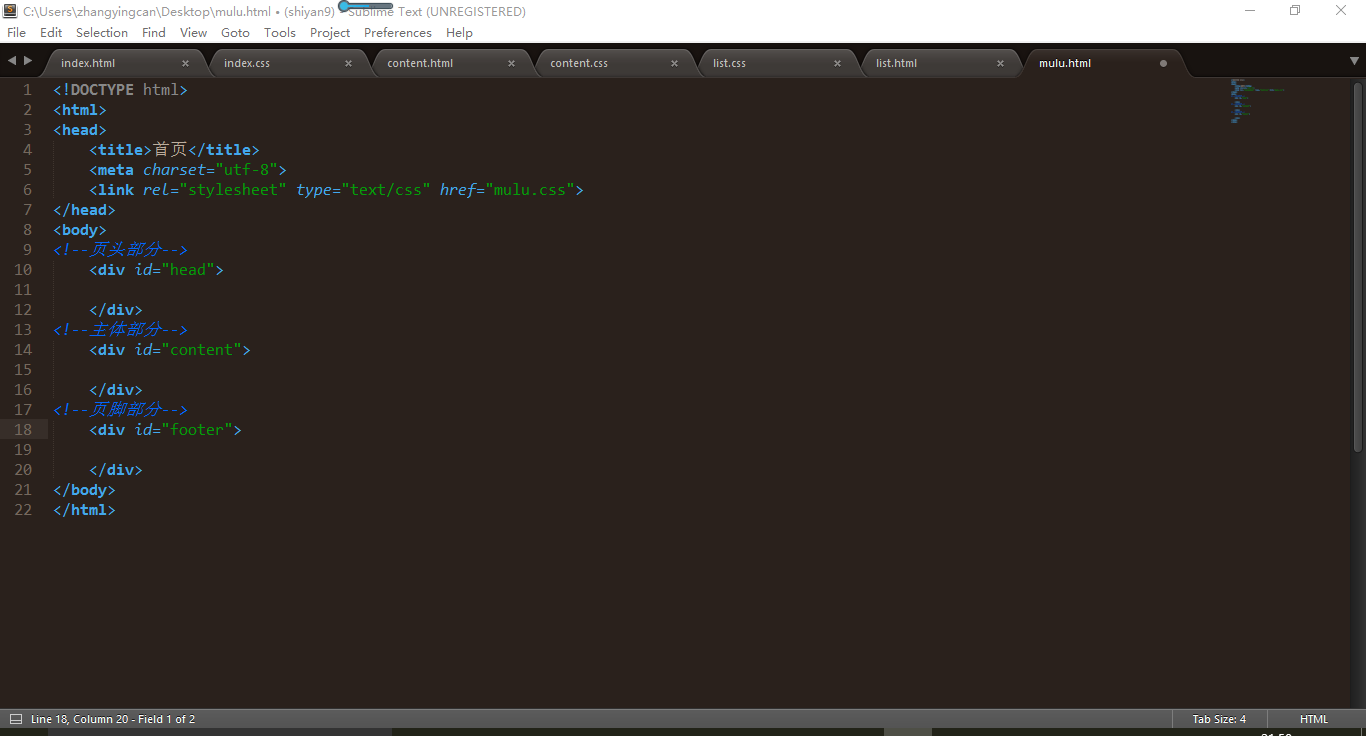 C:\Users\zhangyingcan\Desktop\mulu.html • (shiyan9) - Sublime Text (UNREGISTERED)
File Edit Selection Find View Goto Tools Project Preferences Help
index.html index.css content.html content.css list.css list.html mulu.html
1 <!DOCTYPE html>
2 <html>
3 <head>
4 <title>首页</title>
5 <meta charset="utf-8">
6 <link rel="stylesheet" type="text/css" href="mulu.css">
7 </head>
8 <body>
9 <!--页头部分-->
10 <div id="head">
11
12 </div>
13 <!--主体部分-->
14 <div id="content">
15
16 </div>
17 <!--页脚部分-->
18 <div id="footer">
19
20 </div>
21 </body>
22 </html>
Line 18, Column 20 - Field 1 of 2 Tab Size: 4 HTML